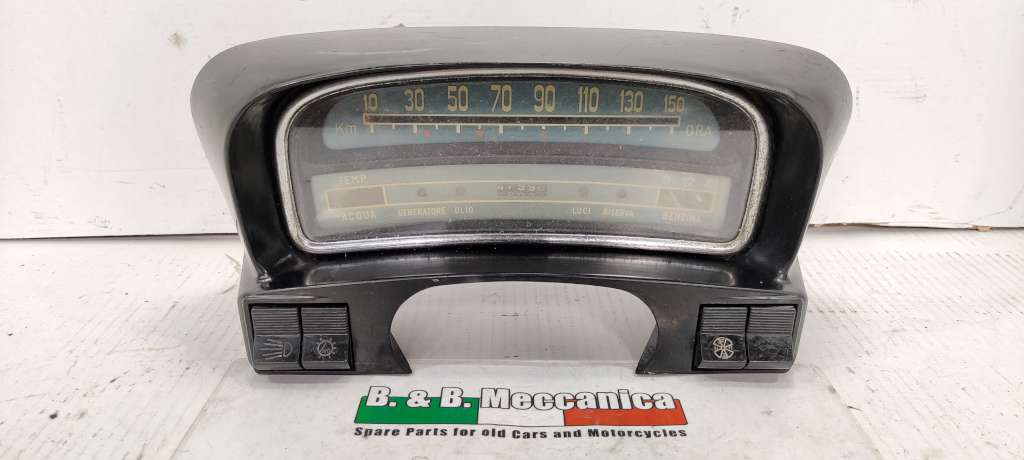 10 30 50 70 90 110 130 150
Km ORA
TEMP.
ACQUA GENERATORE OLIO LUCI RISERVA BENZINA
B. & B. Meccanica
Spare Parts for old Cars and Motorcycles